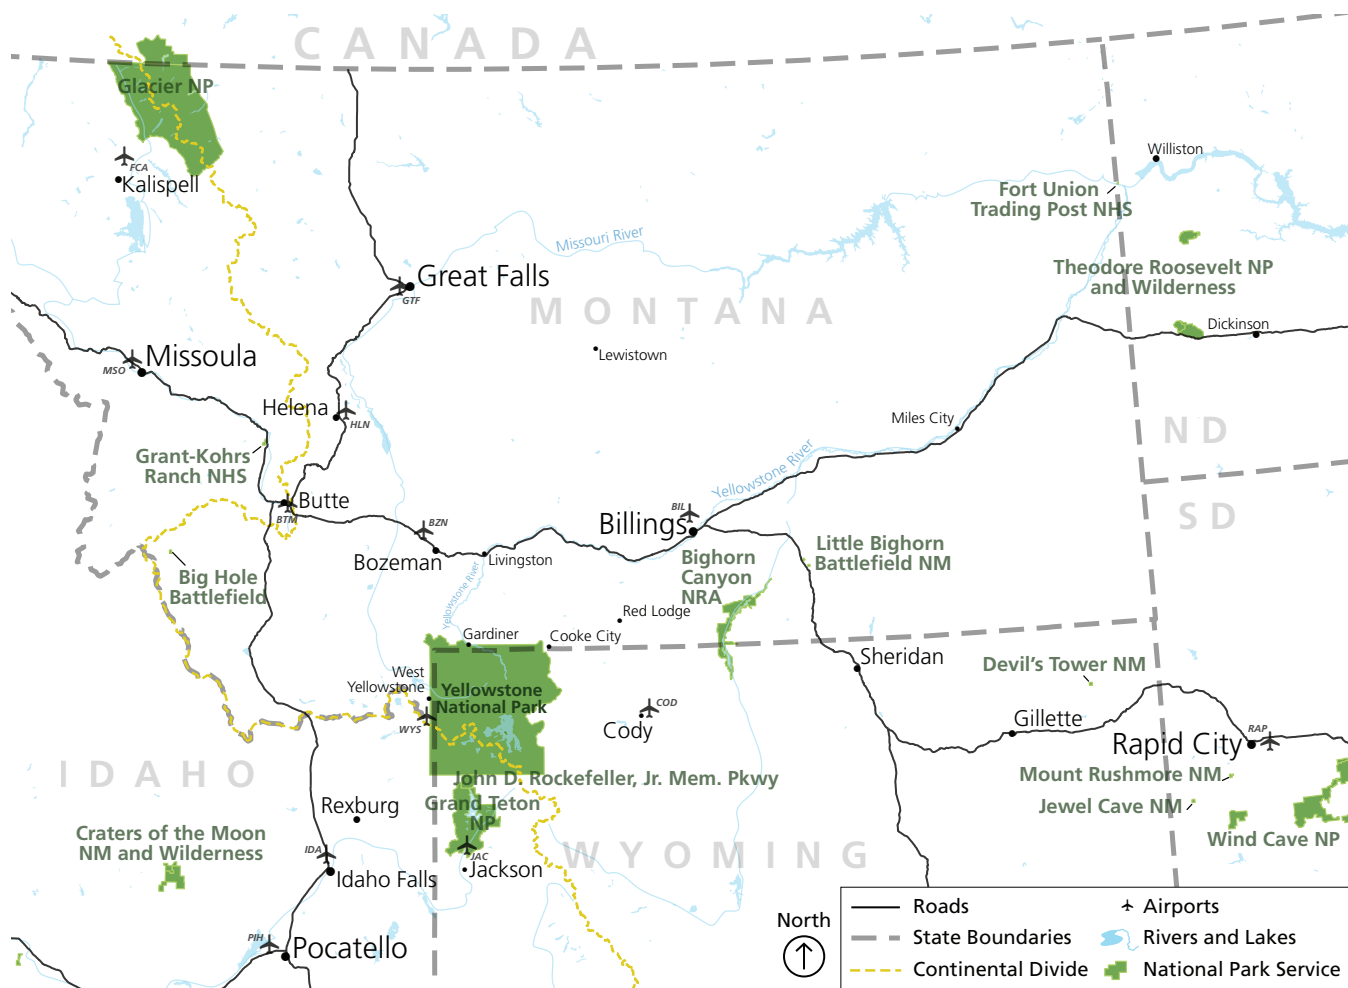 CANADA
Glacier NP
FCA
Kalispell
Williston
Fort Union
Trading Post NHS
Missouri River
Great Falls
GTF
Theodore Roosevelt NP
and Wilderness
MONTANA
Dickinson
Missoula
MSO
Lewistown
Helena
HLN
Miles City
ND
Grant-Kohrs
Ranch NHS
Yellowstone River
Butte
BTM
BZN
Bozeman
Livingston
BIL
Billings
SD
Big Hole
Battlefield
Bighorn
Canyon
NRA
Little Bighorn
Battlefield NM
Yellowstone River
Red Lodge
Gardiner
Cooke City
Sheridan
Devil's Tower NM
West
Yellowstone
Yellowstone
National Park
WYS
COD
Cody
Gillette
RAP
Rapid City
IDAHO
John D. Rockefeller, Jr. Mem. Pkwy
Mount Rushmore NM
Jewel Cave NM
Rexburg
Grand Teton
NP
Craters of the Moon
NM and Wilderness
Wind Cave NP
IDA
Idaho Falls
JAC
Jackson
WYOMING
PIH
Pocatello
North
Roads
State Boundaries
Continental Divide
Airports
Rivers and Lakes
National Park Service